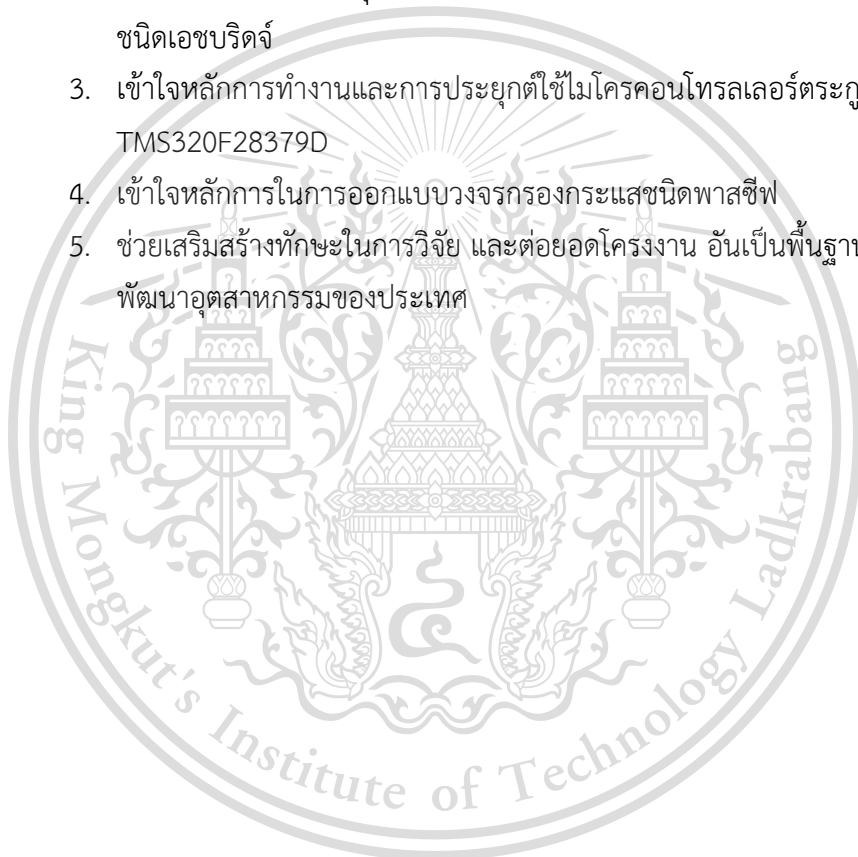 ชนิดเอชบริดจ์
3. เข้าใจหลักการทำงานและการประยุกต์ใช้ไมโครคอนโทรลเลอร์ตระกู
TMS320F28379D
4. เข้าใจหลักการในการออกแบบวงจรกรองกระแสชนิดพาสซีฟ
5. ช่วยเสริมสร้างทักษะในการวิจัย และต่อยอดโครงงาน อันเป็นพื้นฐาน
พัฒนาอุตสาหกรรมของประเทศ
King Mongkut's Institute of Technology Ladkrabang